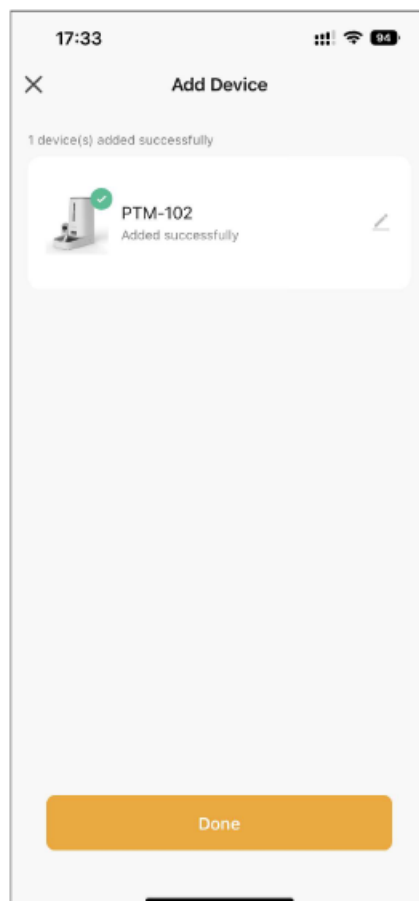 17:33
94
Add Device
1 device(s) added successfully
PTM-102
Added successfully
Done